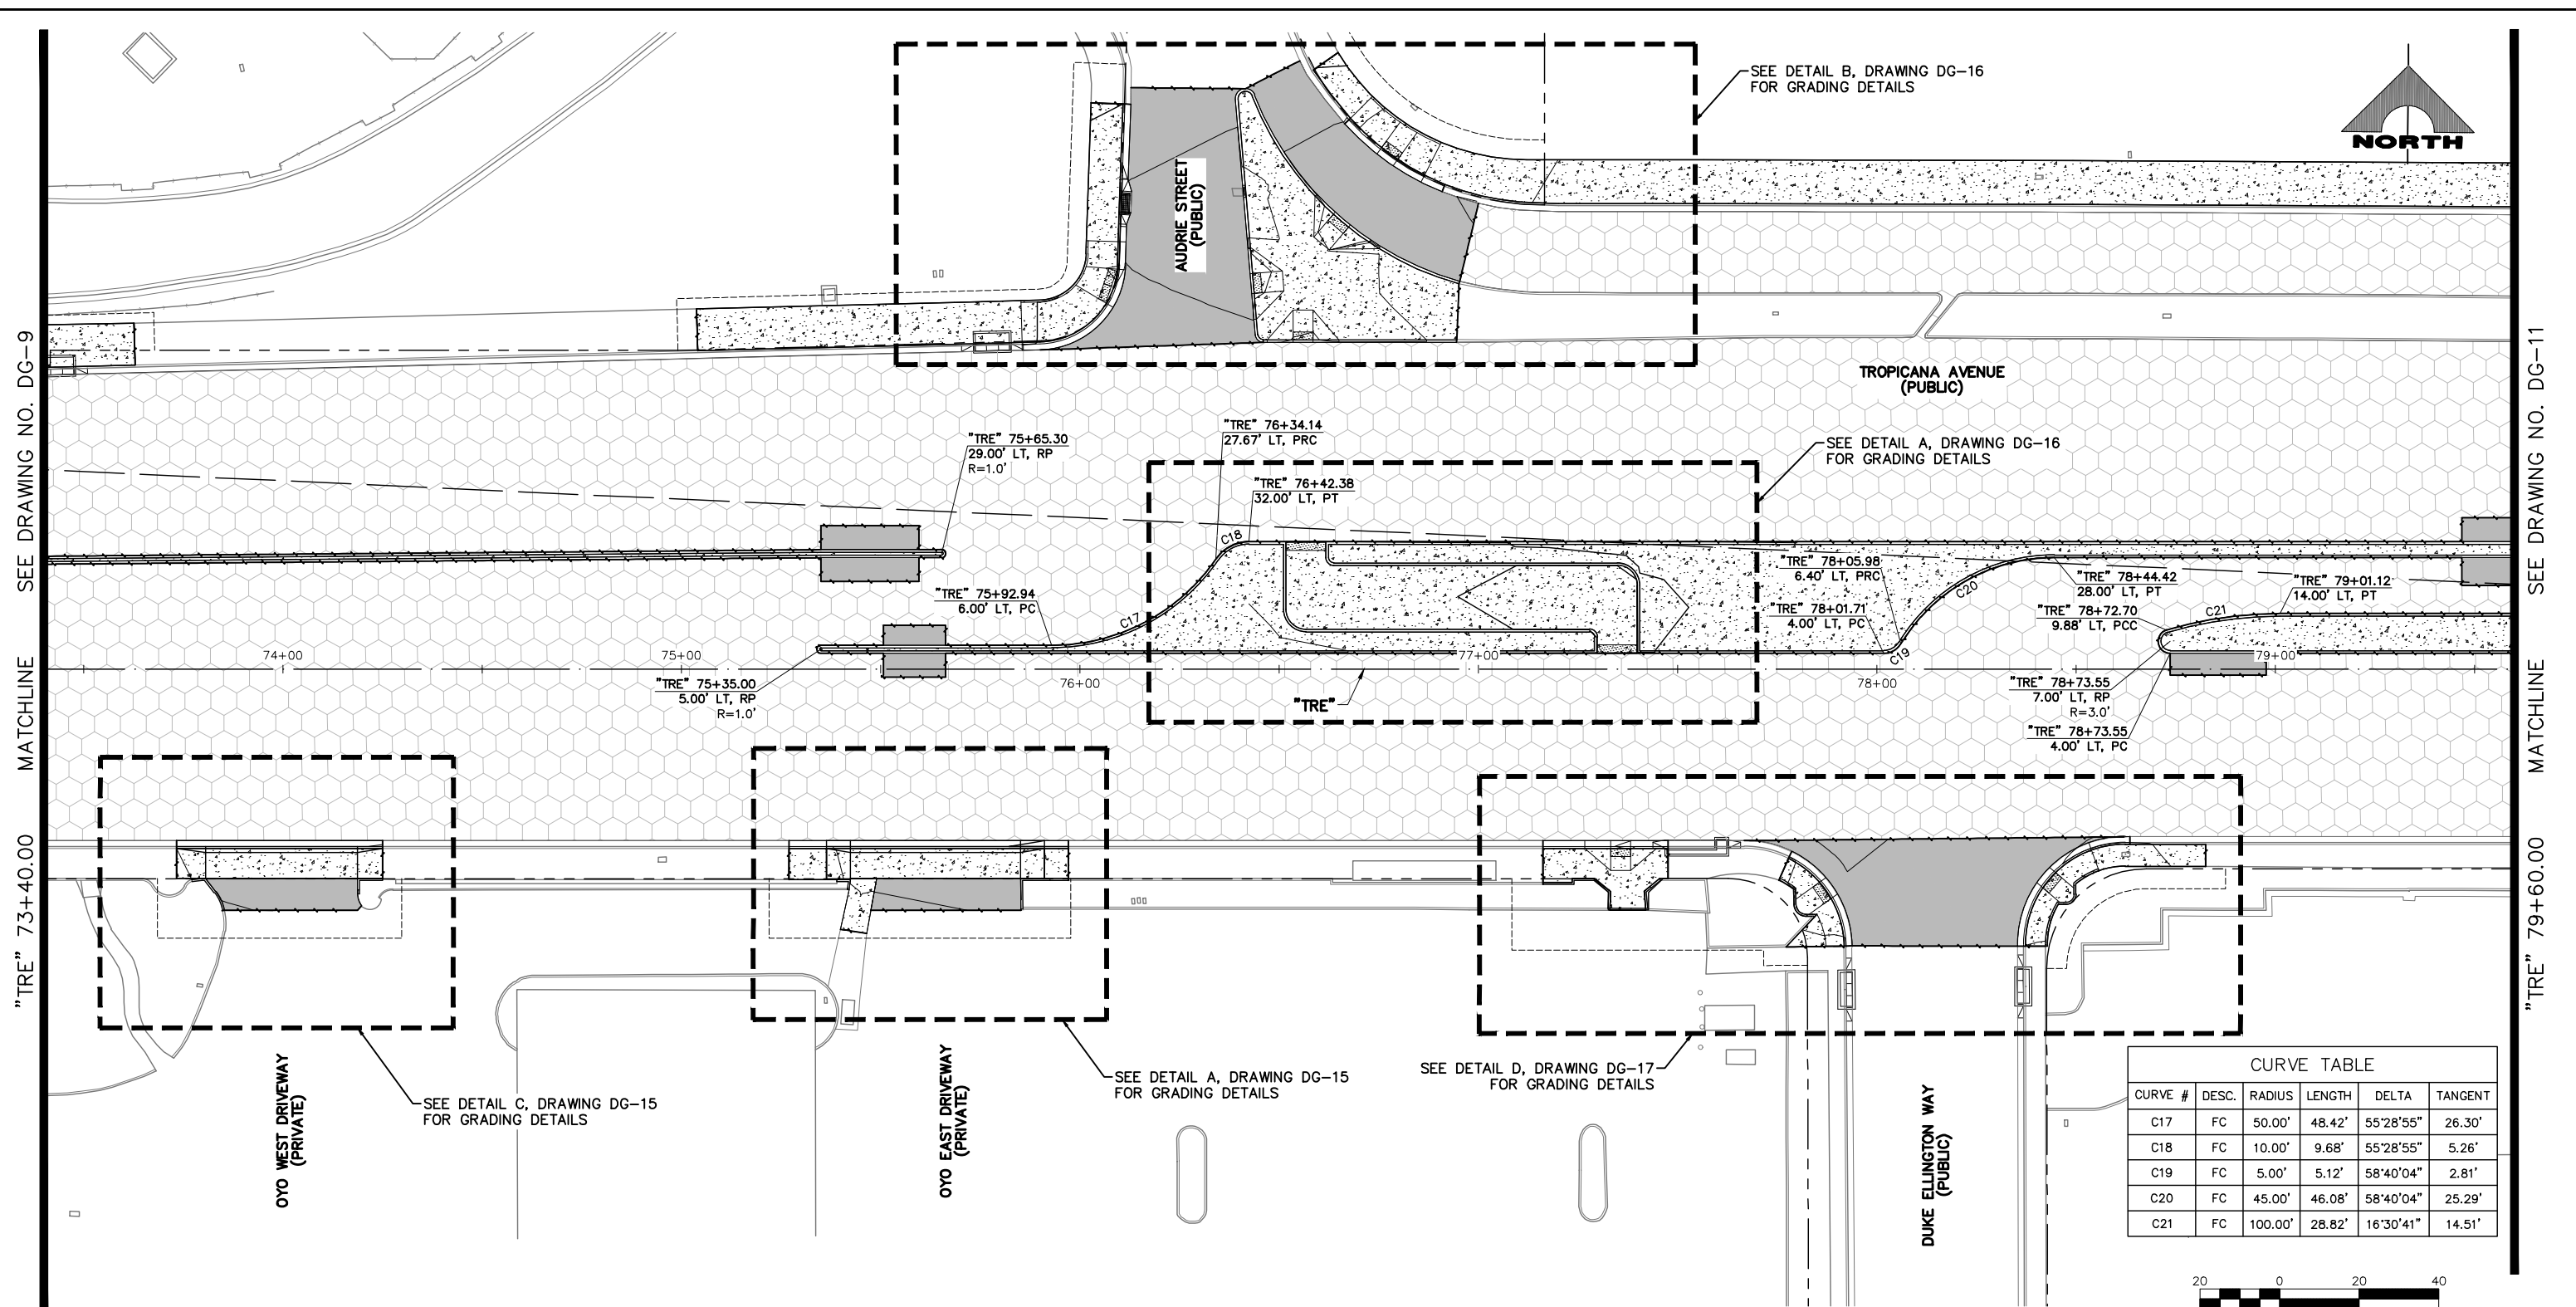 SEE DETAIL B, DRAWING DG-16
FOR GRADING DETAILS
NORTH
AUDRIE STREET
(PUBLIC)
MATCHLINE SEE DRAWING NO. DG-9
"TRE" 73+40.00
MATCHLINE SEE DRAWING NO. DG-11
"TRE" 79+60.00
TROPICANA AVENUE
(PUBLIC)
"TRE" 75+65.30
29.00' LT, RP
R=1.0'
"TRE" 76+34.14
27.67' LT, PRC
SEE DETAIL A, DRAWING DG-16
FOR GRADING DETAILS
"TRE" 76+42.38
32.00' LT, PT
C18
"TRE" 75+92.94
6.00' LT, PC
C17
"TRE" 78+05.98
6.40' LT, PRC
"TRE" 78+01.71
4.00' LT, PC
C19
C20
"TRE" 78+44.42
28.00' LT, PT
"TRE" 79+01.12
14.00' LT, PT
"TRE" 78+72.70
9.88' LT, PCC
C21
74+00
75+00
76+00
77+00
78+00
79+00
"TRE" 75+35.00
5.00' LT, RP
R=1.0'
"TRE"
"TRE" 78+73.55
7.00' LT, RP
R=3.0'
"TRE" 78+73.55
4.00' LT, PC
OYO WEST DRIVEWAY
(PRIVATE)
SEE DETAIL C, DRAWING DG-15
FOR GRADING DETAILS
OYO EAST DRIVEWAY
(PRIVATE)
SEE DETAIL A, DRAWING DG-15
FOR GRADING DETAILS
SEE DETAIL D, DRAWING DG-17
FOR GRADING DETAILS
DUKE ELLINGTON WAY
(PUBLIC)
CURVE TABLE
CURVE # DESC. RADIUS LENGTH DELTA TANGENT
C17 FC 50.00' 48.42' 55°28'55" 26.30'
C18 FC 10.00' 9.68' 55°28'55" 5.26'
C19 FC 5.00' 5.12' 58°40'04" 2.81'
C20 FC 45.00' 46.08' 58°40'04" 25.29'
C21 FC 100.00' 28.82' 16°30'41" 14.51'
20 0 20 40